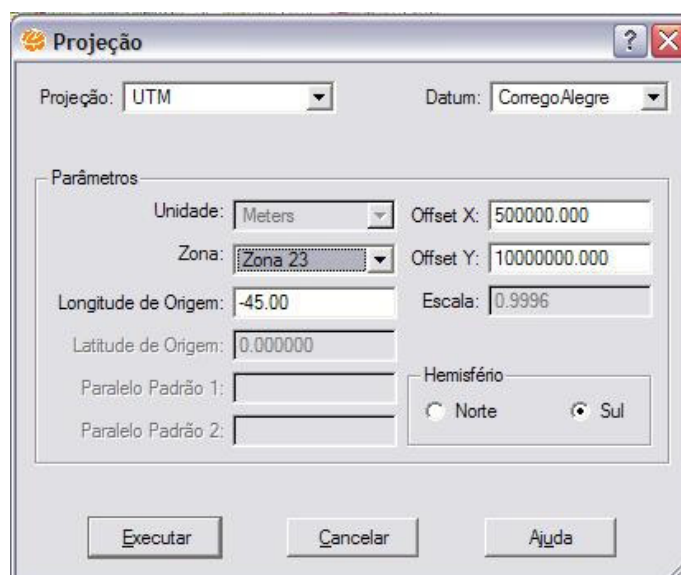 Projeção
Projeção: UTM
Datum: CorregoAlegre
Parâmetros
Unidade: Meters
Offset X: 500000.000
Zona: Zona 23
Offset Y: 10000000.000
Longitude de Origem: -45.00
Escala: 0.9996
Latitude de Origem: 0.000000
Paralelo Padrão 1:
Paralelo Padrão 2:
Hemisfério
Norte
Sul
Executar
Cancelar
Ajuda